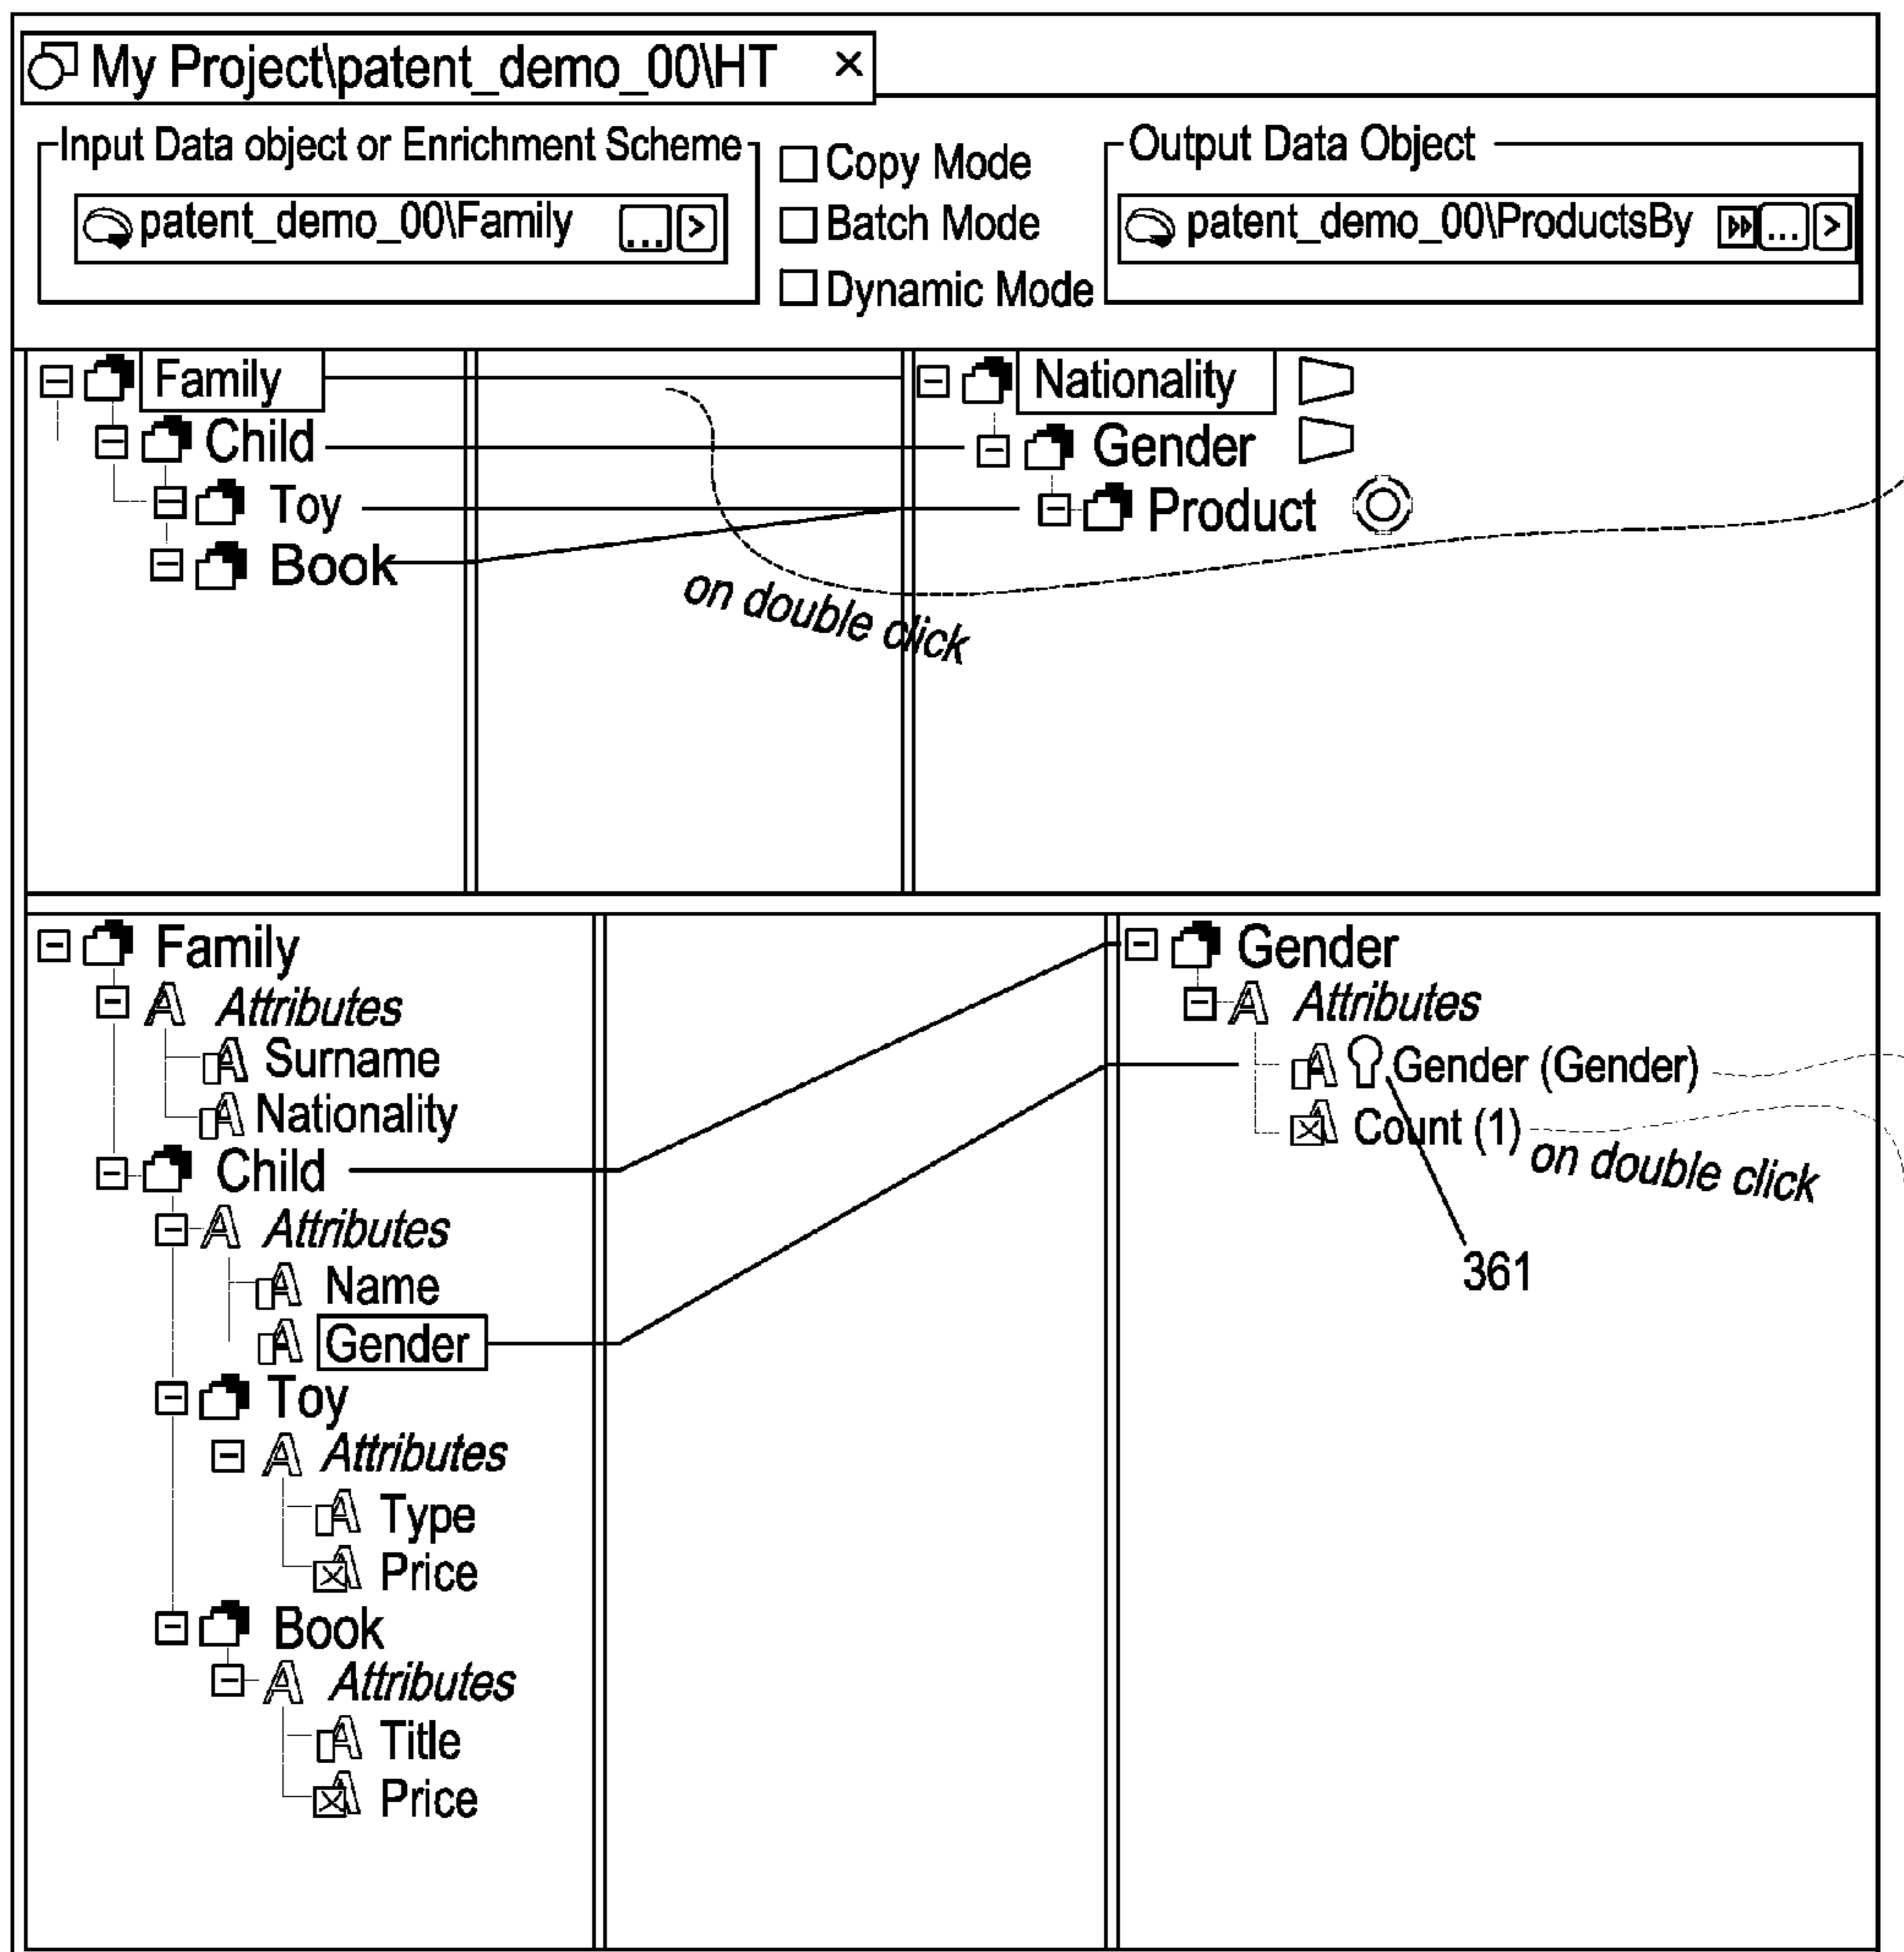 My Project\patent_demo_00\HT ×
Input Data object or Enrichment Scheme
patent_demo_00\Family ... >
Copy Mode
Batch Mode
Dynamic Mode
Output Data Object
patent_demo_00\ProductsBy ... >
Family
Child
Toy
Book
Nationality
Gender
Product
on double click
Family
Attributes
Surname
Nationality
Child
Attributes
Name
Gender
Toy
Attributes
Type
Price
Book
Attributes
Title
Price
Gender
Attributes
Gender (Gender)
Count (1)
on double click
361